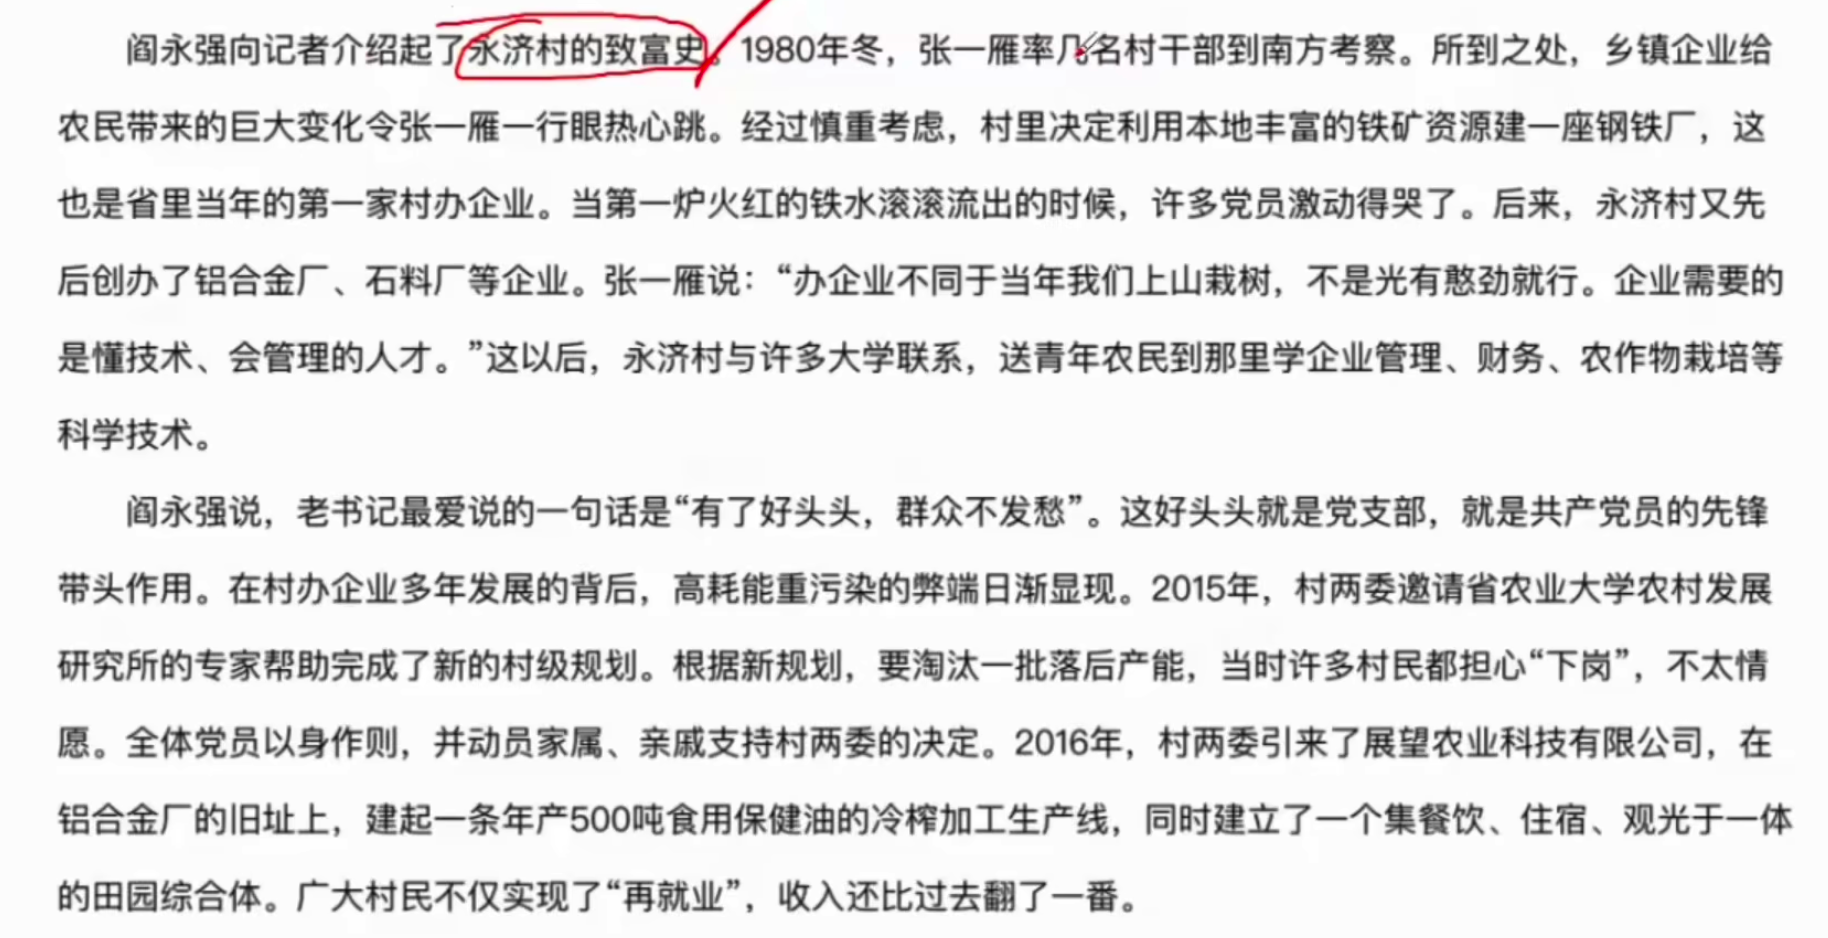 阎永强向记者介绍起了永济村的致富史。1980年冬，张一雁率几名村干部到南方考察。所到之处，乡镇企业给
农民带来的巨大变化令张一雁一行眼热心跳。经过慎重考虑，村里决定利用本地丰富的铁矿资源建一座钢铁厂，这
也是省里当年的第一家村办企业。当第一炉火红的铁水滚滚流出的时候，许多党员激动得哭了。后来，永济村又先
后创办了铝合金厂、石料厂等企业。张一雁说：“办企业不同于当年我们上山栽树，不是光有憨劲就行。企业需要的
是懂技术、会管理的人才。”这以后，永济村与许多大学联系，送青年农民到那里学企业管理、财务、农作物栽培等
科学技术。
阎永强说，老书记最爱说的一句话是“有了好头头，群众不发愁”。这好头头就是党支部，就是共产党员的先锋
带头作用。在村办企业多年发展的背后，高耗能重污染的弊端日渐显现。2015年，村两委邀请省农业大学农村发展
研究所的专家帮助完成了新的村级规划。根据新规划，要淘汰一批落后产能，当时许多村民都担心“下岗”，不太情
愿。全体党员以身作则，并动员家属、亲戚支持村两委的决定。2016年，村两委引来了展望农业科技有限公司，在
铝合金厂的旧址上，建起一条年产500吨食用保健油的冷榨加工生产线，同时建立了一个集餐饮、住宿、观光于一体
的田园综合体。广大村民不仅实现了“再就业”，收入还比过去翻了一番。